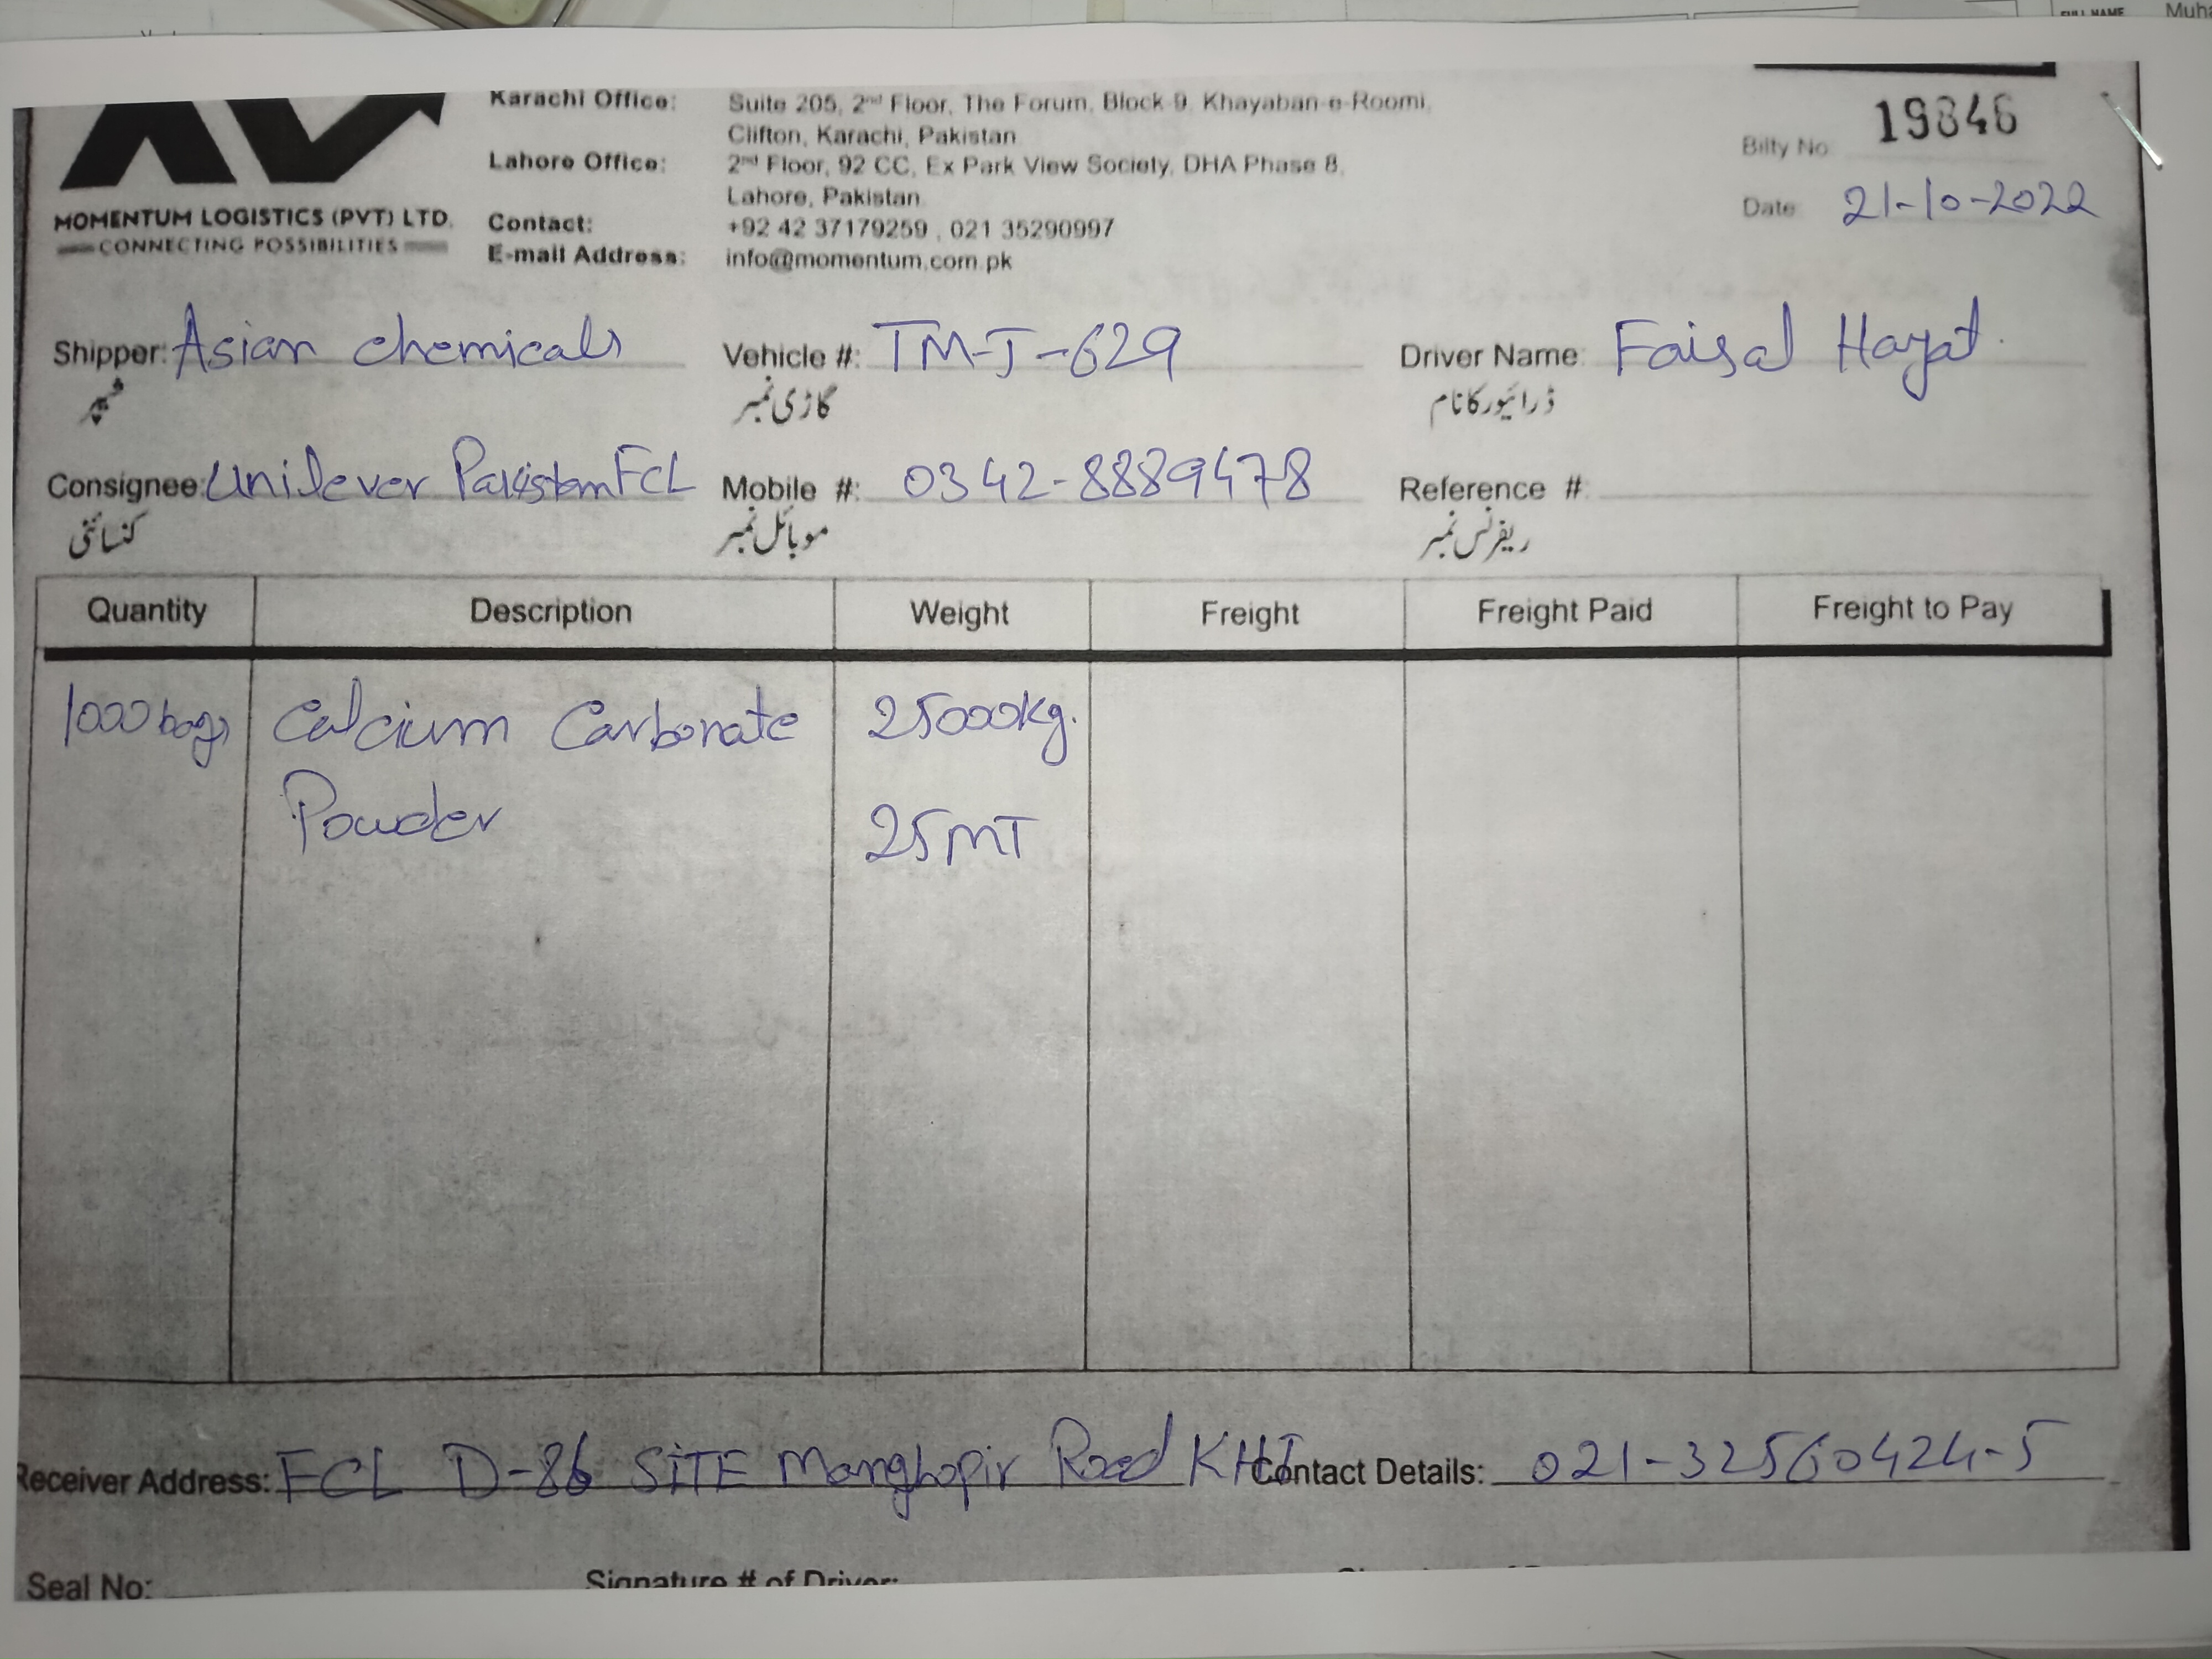 FULL NAME Muha
Karachi Office: Suite 205, 2nd Floor, The Forum, Block-9, Khayaban-e-Roomi,
Clifton, Karachi, Pakistan
Lahore Office: 2nd Floor, 92 CC, Ex Park View Society, DHA Phase 8,
Lahore, Pakistan
Contact: +92 42 37179259 , 021 35290997
E-mail Address: info@momentum.com.pk
MOMENTUM LOGISTICS (PVT) LTD.
CONNECTING POSSIBILITIES
Bilty No 19846
Date 21-10-2022
Shipper: Asian chemicals Vehicle #: TMJ-629 Driver Name: Faisal Hayat
شپر گاڑی نمبر ڈرائیور کا نام
Consignee: Unilever Pakistan FCL Mobile #: 0342-8889478 Reference #:
کنسائنی موبائل نمبر ریفرنس نمبر
Quantity Description Weight Freight Freight Paid Freight to Pay
1000 bags Calcium Carbonate 25000kg.
Powder 25 MT
Receiver Address: FCL D-86 SITE Manghopir Road KHI Contact Details: 021-32560424-5
Seal No: Signature # of Driver: